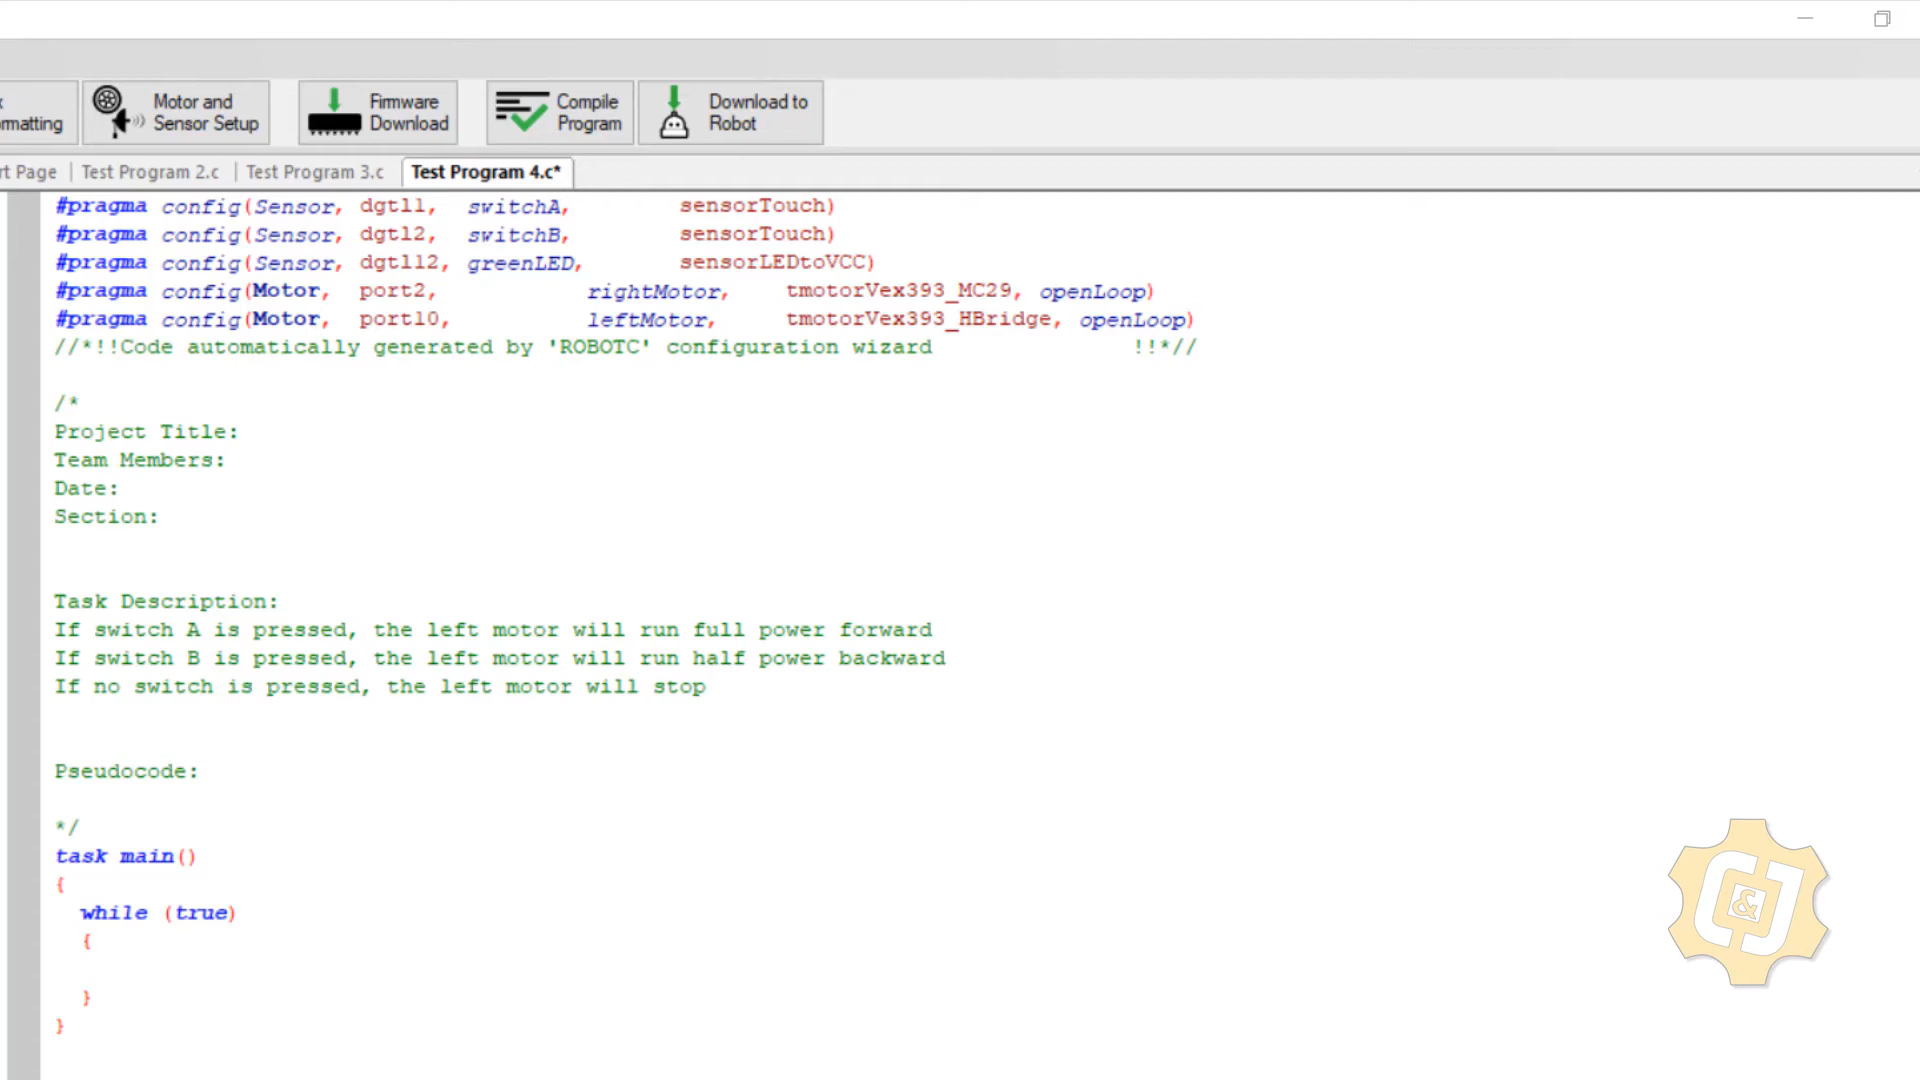 x
rmatting
Motor and
Sensor Setup
Firmware
Download
Compile
Program
Download to
Robot
rt Page
Test Program 2.c
Test Program 3.c
Test Program 4.c*
#pragma config(Sensor, dgtl1, switchA, sensorTouch)
#pragma config(Sensor, dgtl2, switchB, sensorTouch)
#pragma config(Sensor, dgtl12, greenLED, sensorLEDtoVCC)
#pragma config(Motor, port2, rightMotor, tmotorVex393_MC29, openLoop)
#pragma config(Motor, port10, leftMotor, tmotorVex393_HBridge, openLoop)
//*!!Code automatically generated by 'ROBOTC' configuration wizard !!*//
/*
Project Title:
Team Members:
Date:
Section:
Task Description:
If switch A is pressed, the left motor will run full power forward
If switch B is pressed, the left motor will run half power backward
If no switch is pressed, the left motor will stop
Pseudocode:
*/
task main()
{
while (true)
{
}
}
C&J